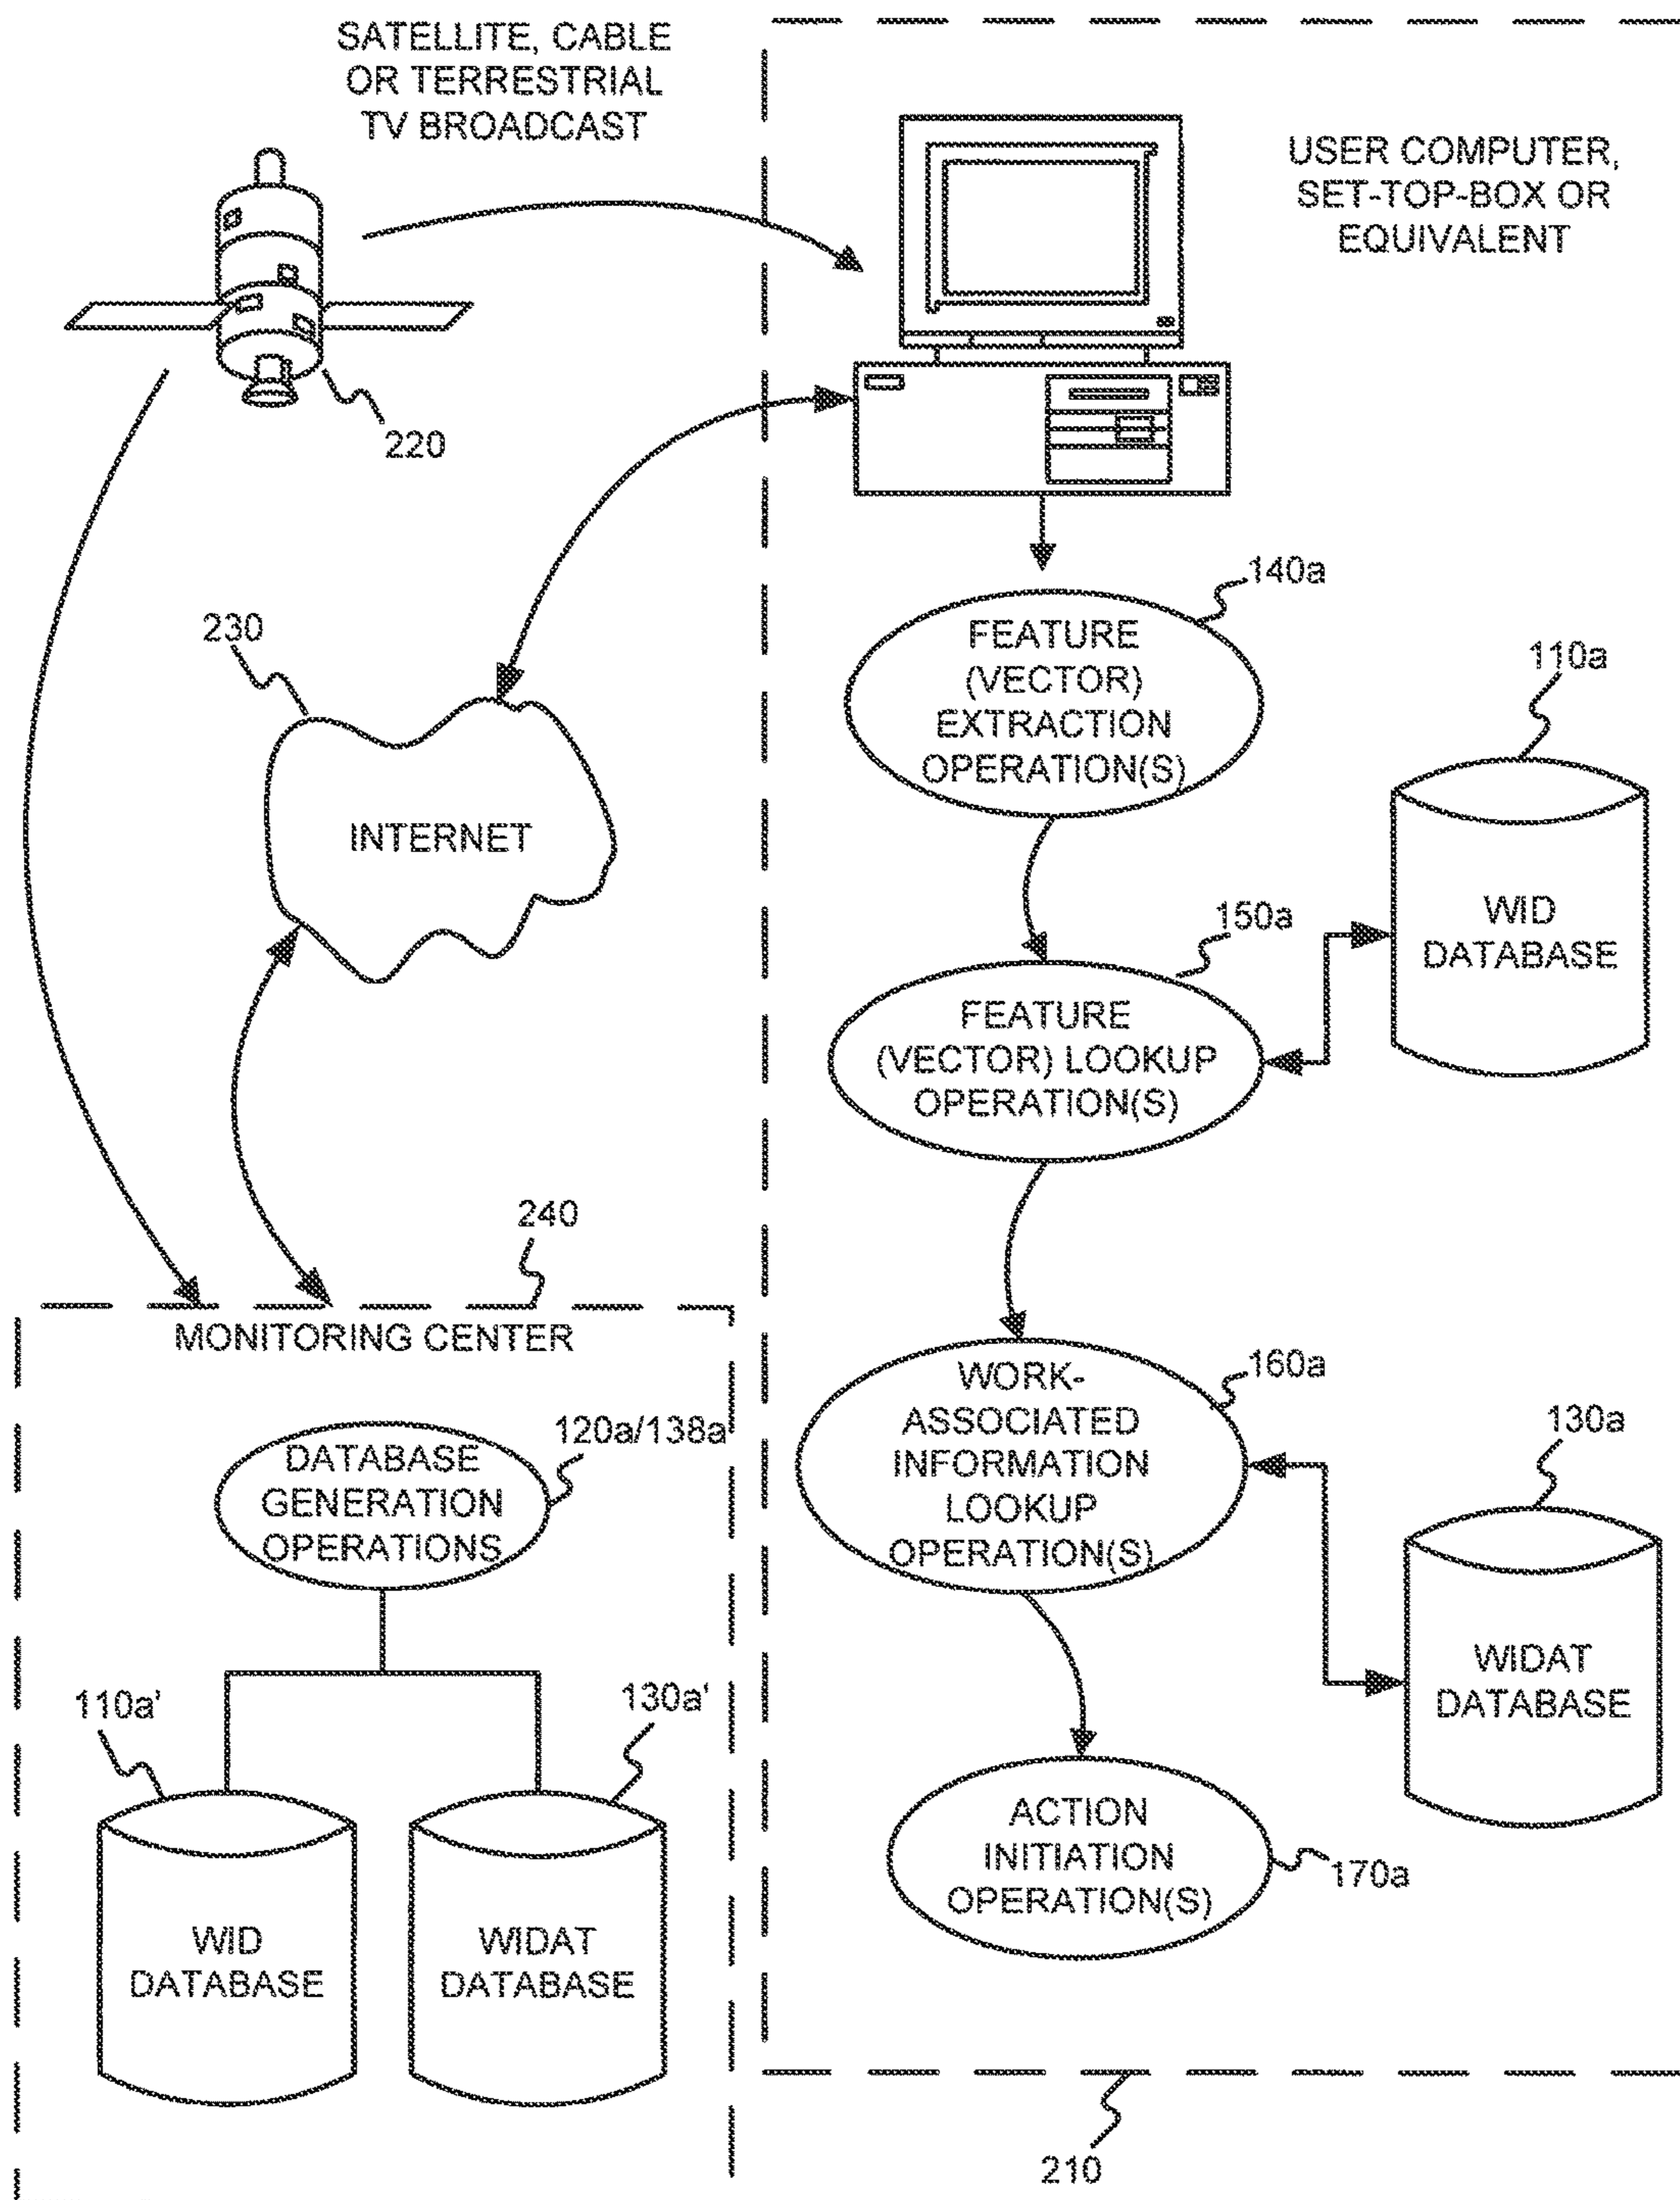 SATELLITE, CABLE
OR TERRESTRIAL
TV BROADCAST
USER COMPUTER,
SET-TOP-BOX OR
EQUIVALENT
220
140a
FEATURE
(VECTOR)
EXTRACTION
OPERATION(S)
230
INTERNET
110a
WID
DATABASE
150a
FEATURE
(VECTOR) LOOKUP
OPERATION(S)
240
MONITORING CENTER
120a/138a
DATABASE
GENERATION
OPERATIONS
160a
WORK-
ASSOCIATED
INFORMATION
LOOKUP
OPERATION(S)
130a
WIDAT
DATABASE
110a'
WID
DATABASE
130a'
WIDAT
DATABASE
ACTION
INITIATION
OPERATION(S)
170a
210